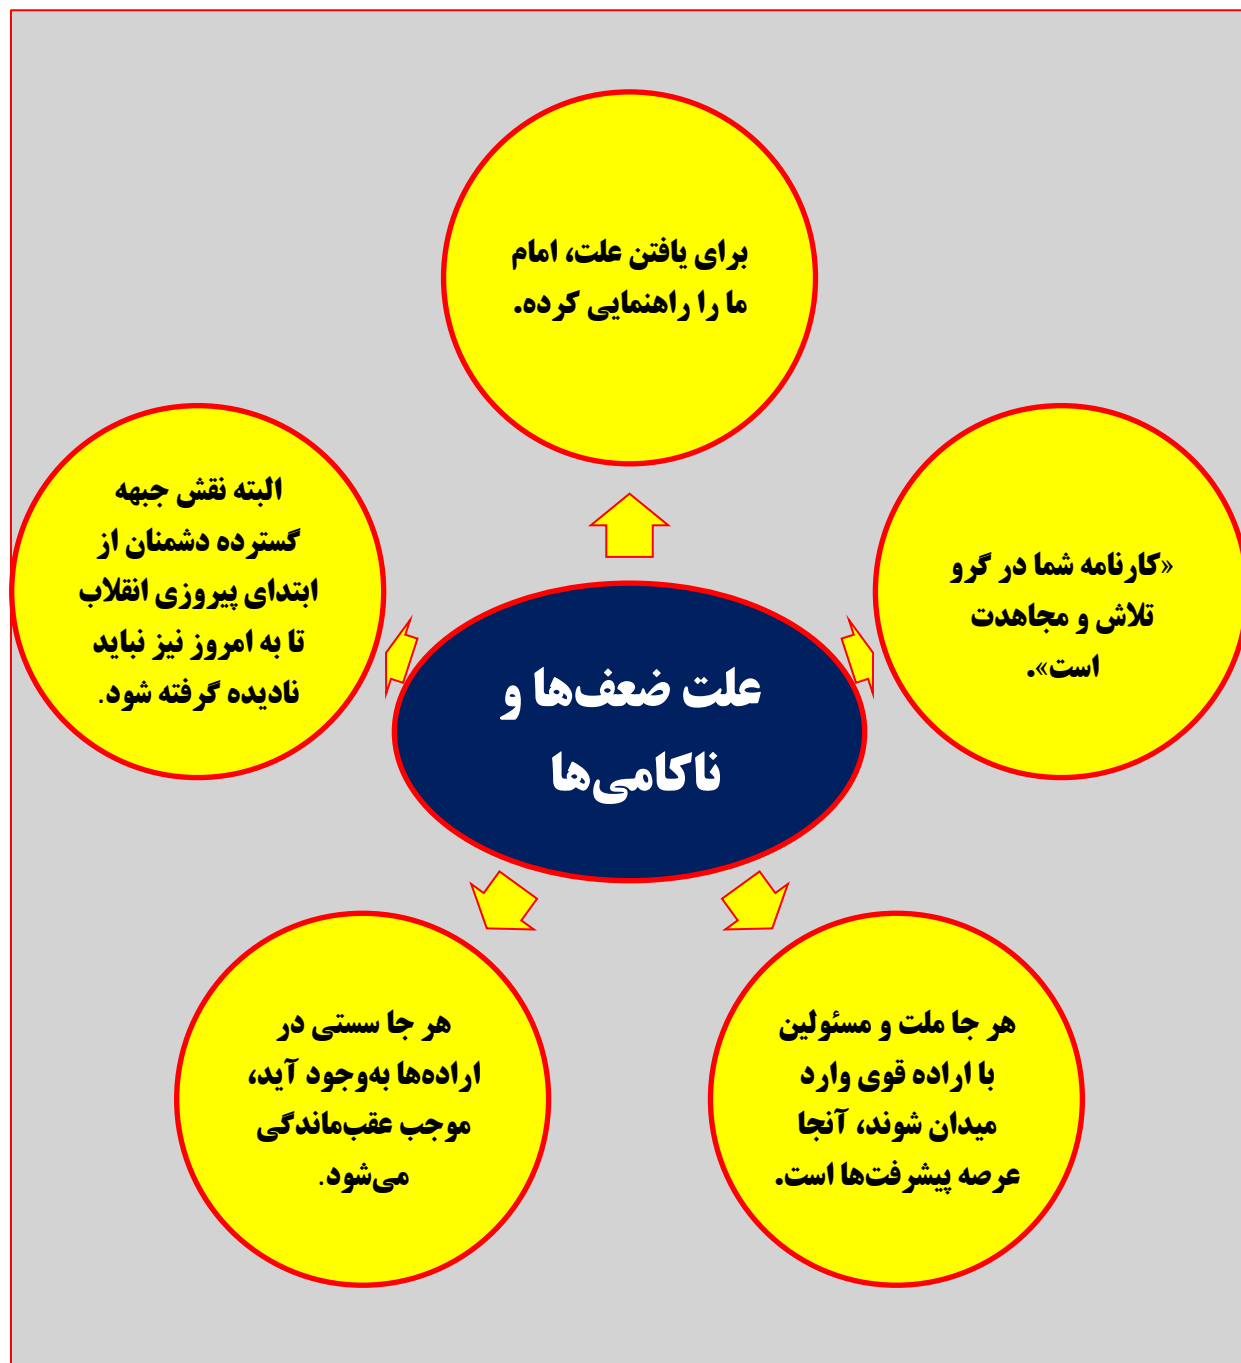 برای یافتن علت، امام
ما را راهنمایی کرده.
«کارنامه شما در گرو
تلاش و مجاهدت
است».
هر جا ملت و مسئولین
با اراده قوی وارد
میدان شوند، آنجا
عرصه پیشرفت‌ها است.
هر جا سستی در
اراده‌ها به‌وجود آید،
موجب عقب‌ماندگی
می‌شود.
البته نقش جبهه
گسترده دشمنان از
ابتدای پیروزی انقلاب
تا به امروز نیز نباید
نادیده گرفته شود.
علت ضعف‌ها و
ناکامی‌ها